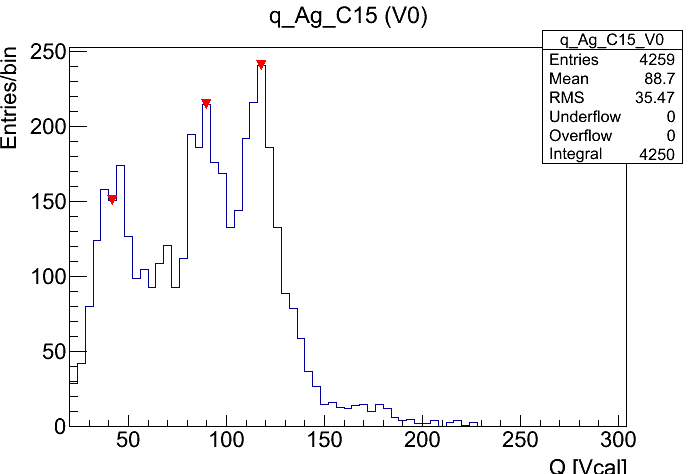 q_Ag_C15 (V0)
q_Ag_C15_V0
Entries 4259
Mean 88.7
RMS 35.47
Underflow 0
Overflow 0
Integral 4250
Entries/bin
250
200
150
100
50
0
50 100 150 200 250 300
Q [Vcal]